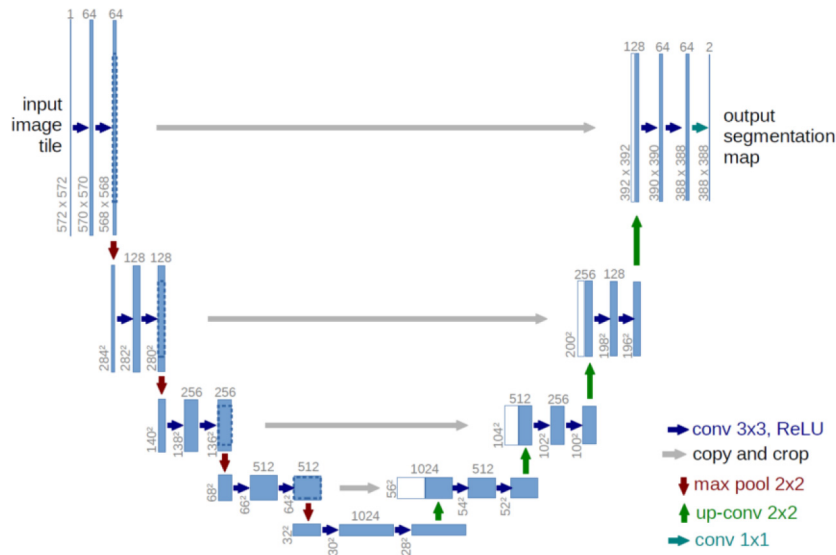 1 64 64
input
image
tile
572 x 572
570 x 570
568 x 568
128 64 64 2
output
segmentation
map
392 x 392
390 x 390
388 x 388
388 x 388
128 128
284²
282²
280²
256 128
200²
198²
196²
256 256
140²
138²
136²
512 256
104²
102²
100²
512 512
68²
66²
64²
1024 512
56²
54²
52²
1024
32²
30²
28²
conv 3x3, ReLU
copy and crop
max pool 2x2
up-conv 2x2
conv 1x1